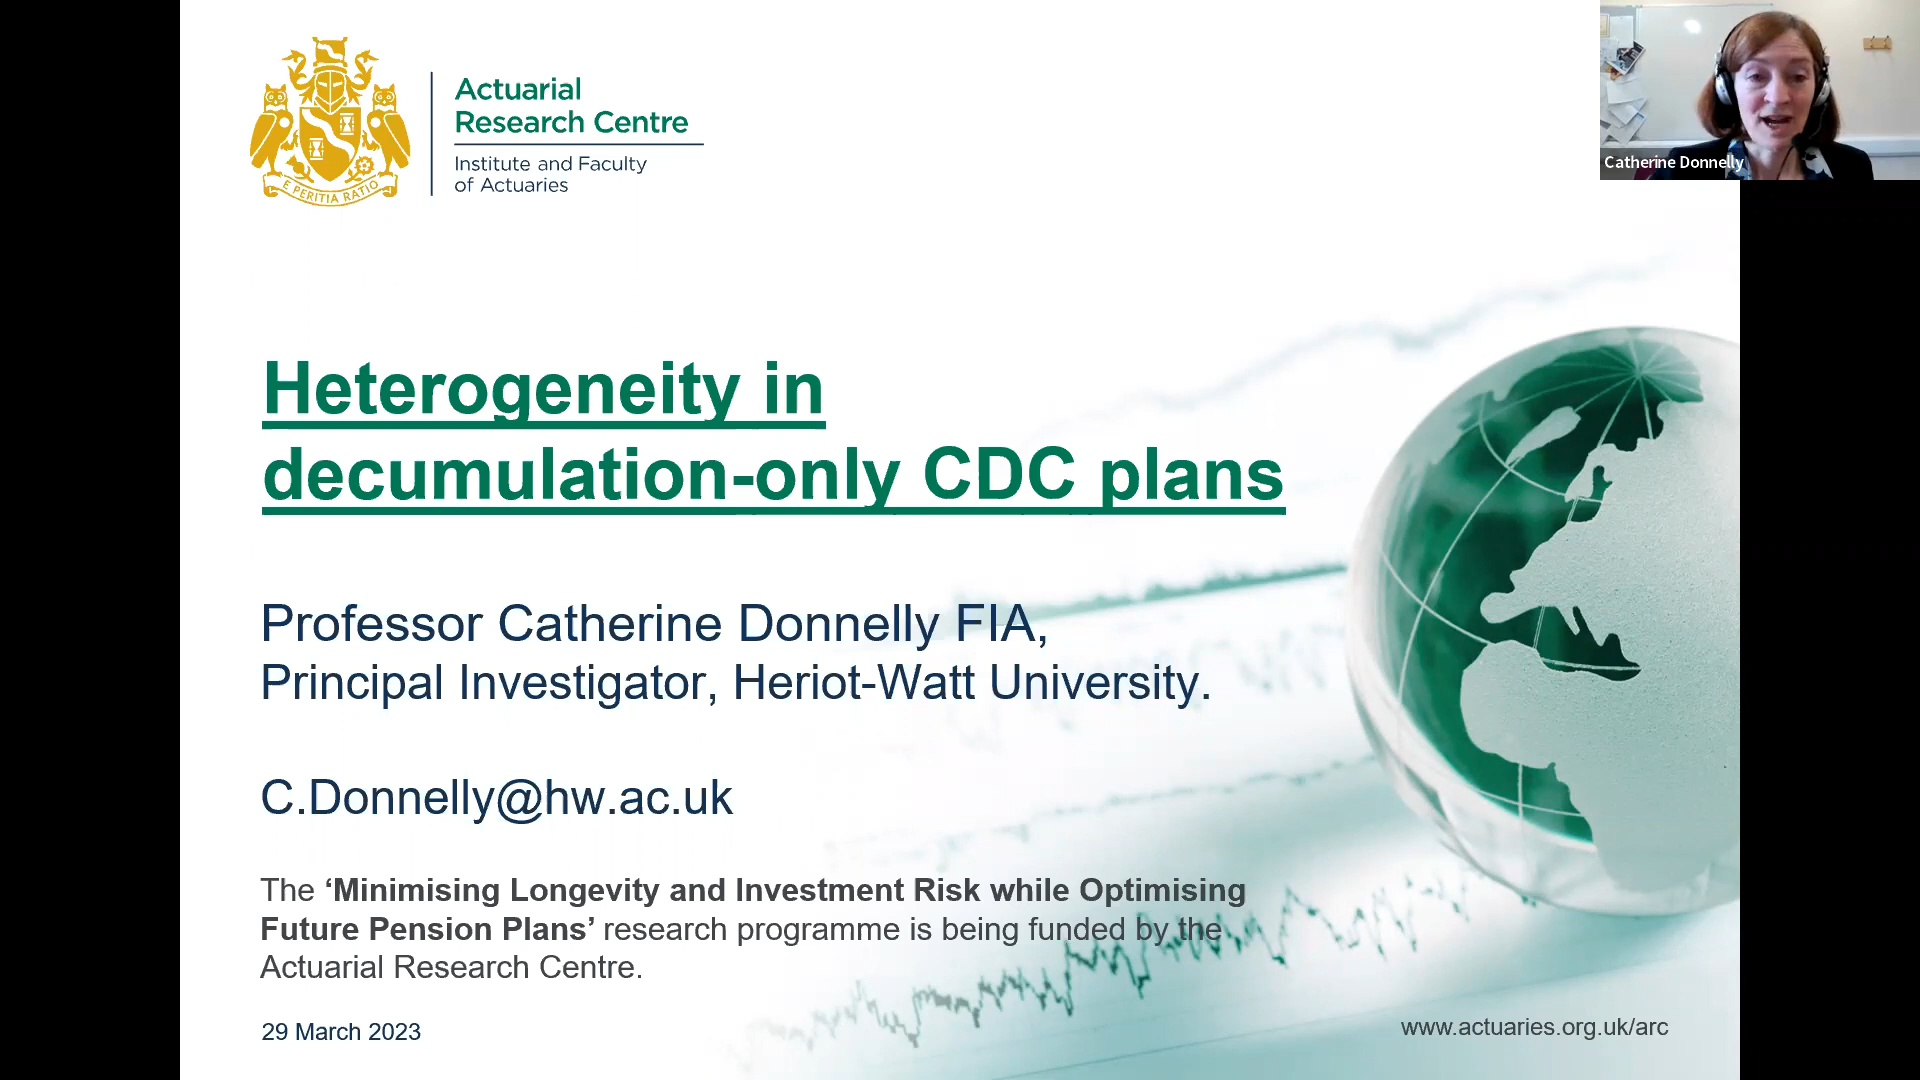 Actuarial
Research Centre
Institute and Faculty
of Actuaries
E PERITIA RATIO
Catherine Donnelly
Heterogeneity in
decumulation-only CDC plans
Professor Catherine Donnelly FIA,
Principal Investigator, Heriot-Watt University.
C.Donnelly@hw.ac.uk
The ‘Minimising Longevity and Investment Risk while Optimising
Future Pension Plans’ research programme is being funded by the
Actuarial Research Centre.
29 March 2023
www.actuaries.org.uk/arc